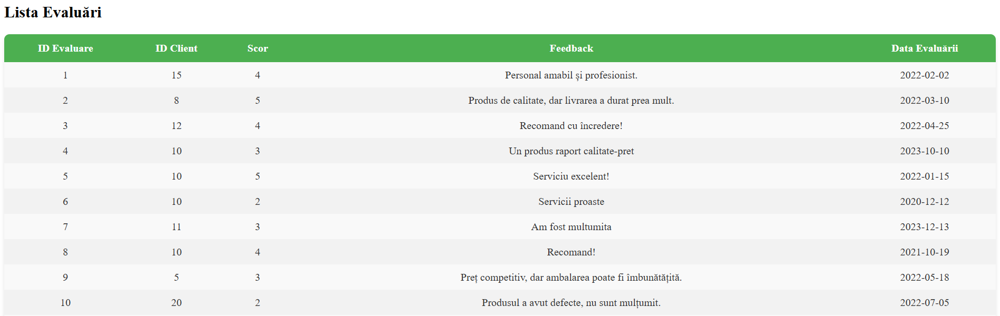 Lista Evaluări
ID Evaluare ID Client Scor Feedback Data Evaluării
1 15 4 Personal amabil și profesionist. 2022-02-02
2 8 5 Produs de calitate, dar livrarea a durat prea mult. 2022-03-10
3 12 4 Recomand cu încredere! 2022-04-25
4 10 3 Un produs raport calitate-pret 2023-10-10
5 10 5 Serviciu excelent! 2022-01-15
6 10 2 Servicii proaste 2020-12-12
7 11 3 Am fost multumita 2023-12-13
8 10 4 Recomand! 2021-10-19
9 5 3 Preț competitiv, dar ambalarea poate fi îmbunătățită. 2022-05-18
10 20 2 Produsul a avut defecte, nu sunt mulțumit. 2022-07-05